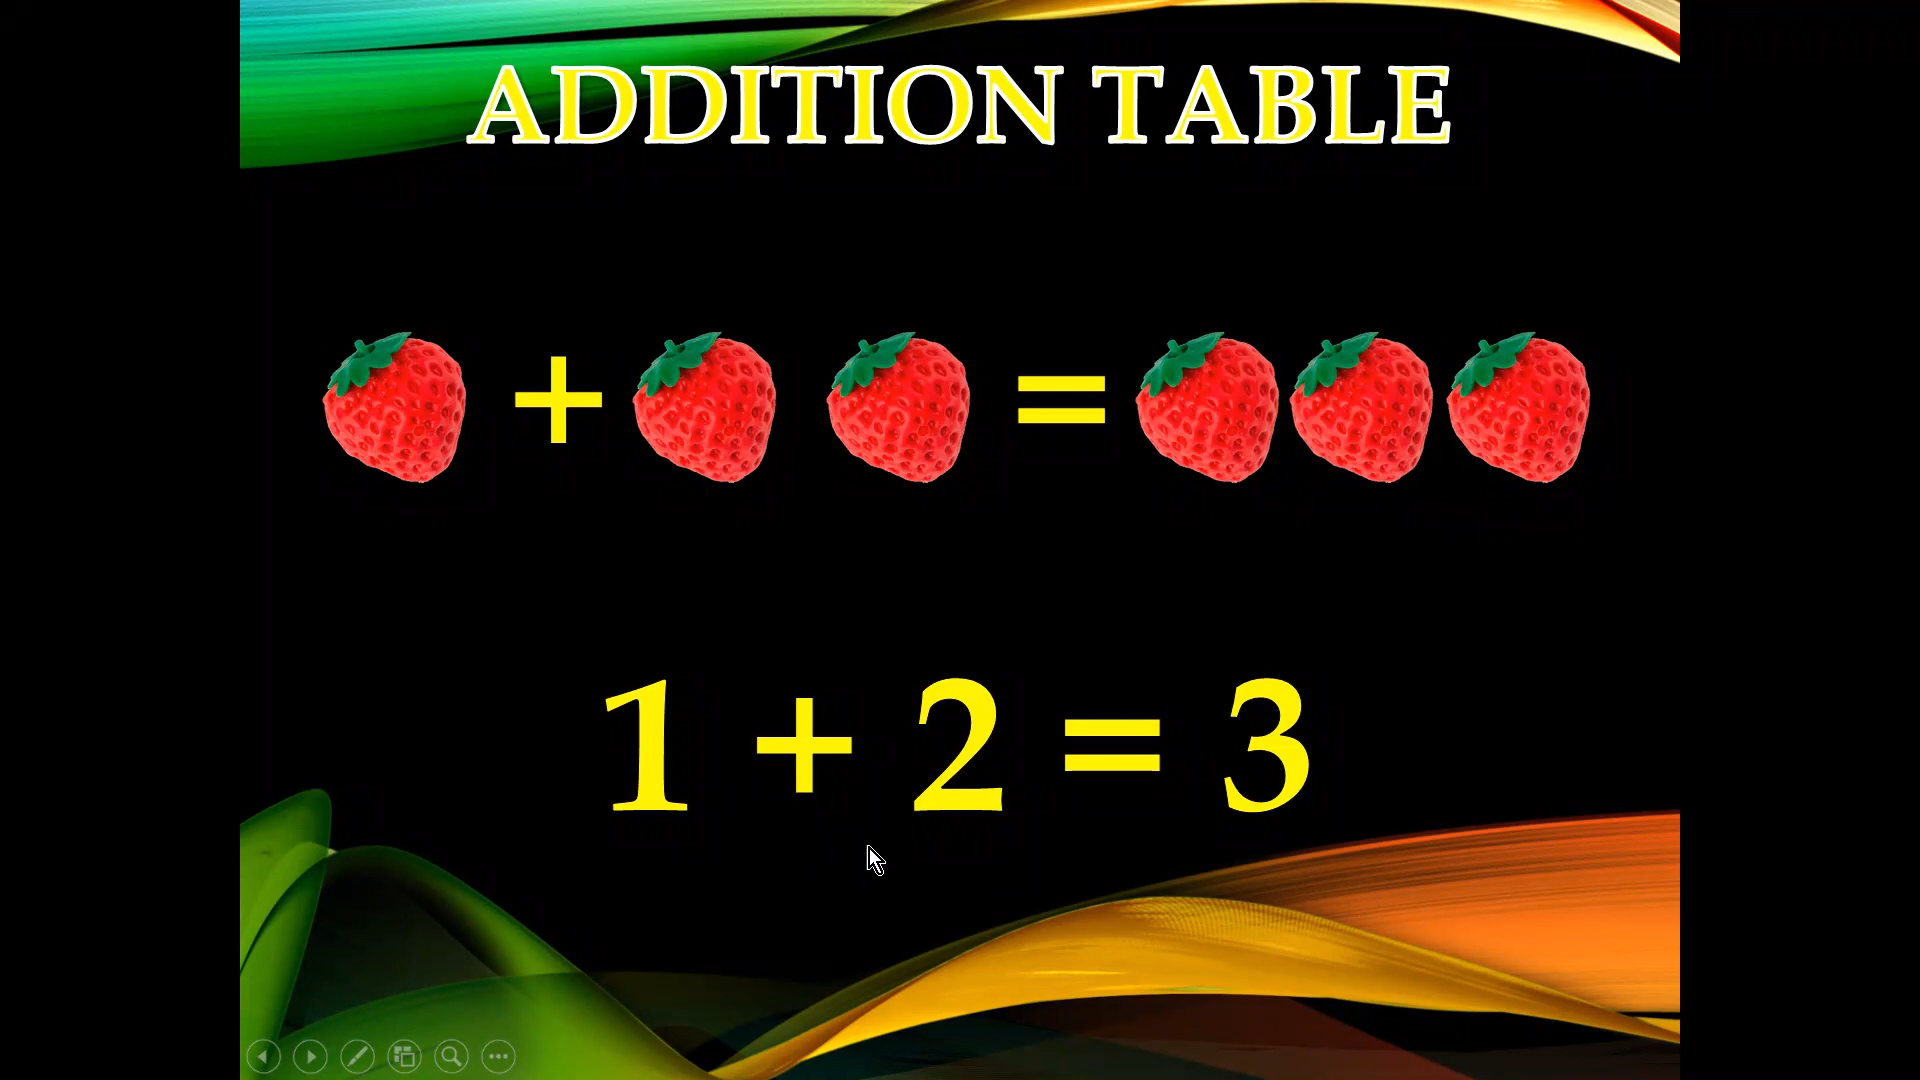 ADDITION TABLE
+ =
1 + 2 = 3